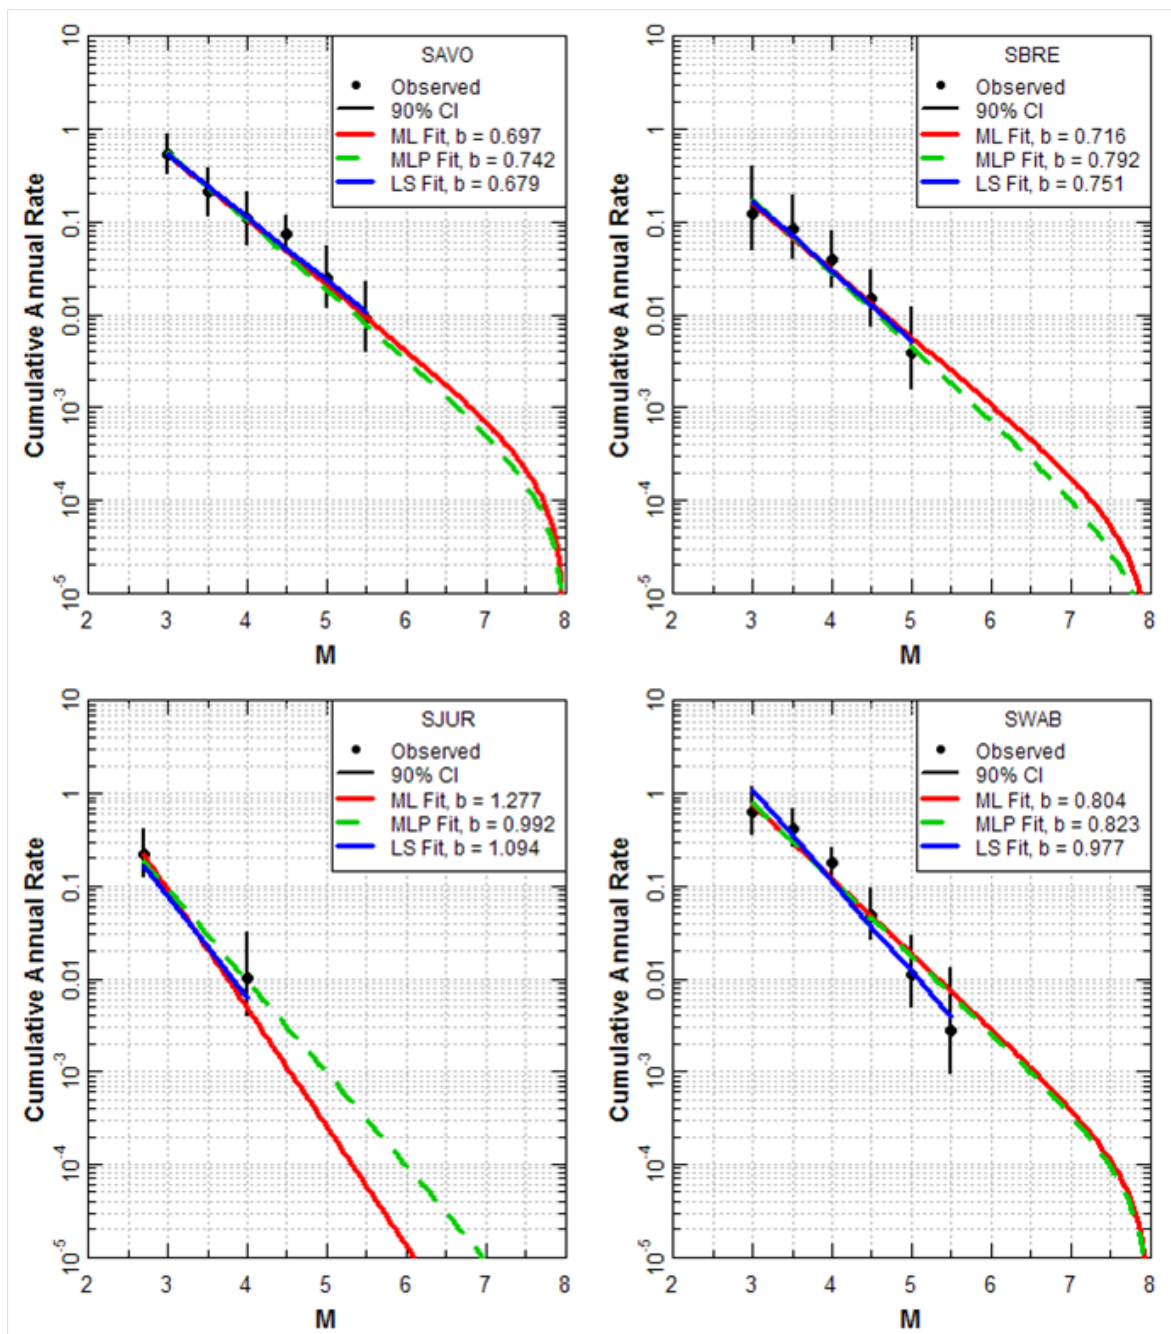 SAVO
Observed
90% CI
ML Fit, b = 0.697
MLP Fit, b = 0.742
LS Fit, b = 0.679
Cumulative Annual Rate
10
1
0.1
0.01
10-3
10-4
10-5
2 3 4 5 6 7 8
M
SBRE
Observed
90% CI
ML Fit, b = 0.716
MLP Fit, b = 0.792
LS Fit, b = 0.751
Cumulative Annual Rate
10
1
0.1
0.01
10-3
10-4
10-5
2 3 4 5 6 7 8
M
SJUR
Observed
90% CI
ML Fit, b = 1.277
MLP Fit, b = 0.992
LS Fit, b = 1.094
Cumulative Annual Rate
10
1
0.1
0.01
10-3
10-4
10-5
2 3 4 5 6 7 8
M
SWAB
Observed
90% CI
ML Fit, b = 0.804
MLP Fit, b = 0.823
LS Fit, b = 0.977
Cumulative Annual Rate
10
1
0.1
0.01
10-3
10-4
10-5
2 3 4 5 6 7 8
M